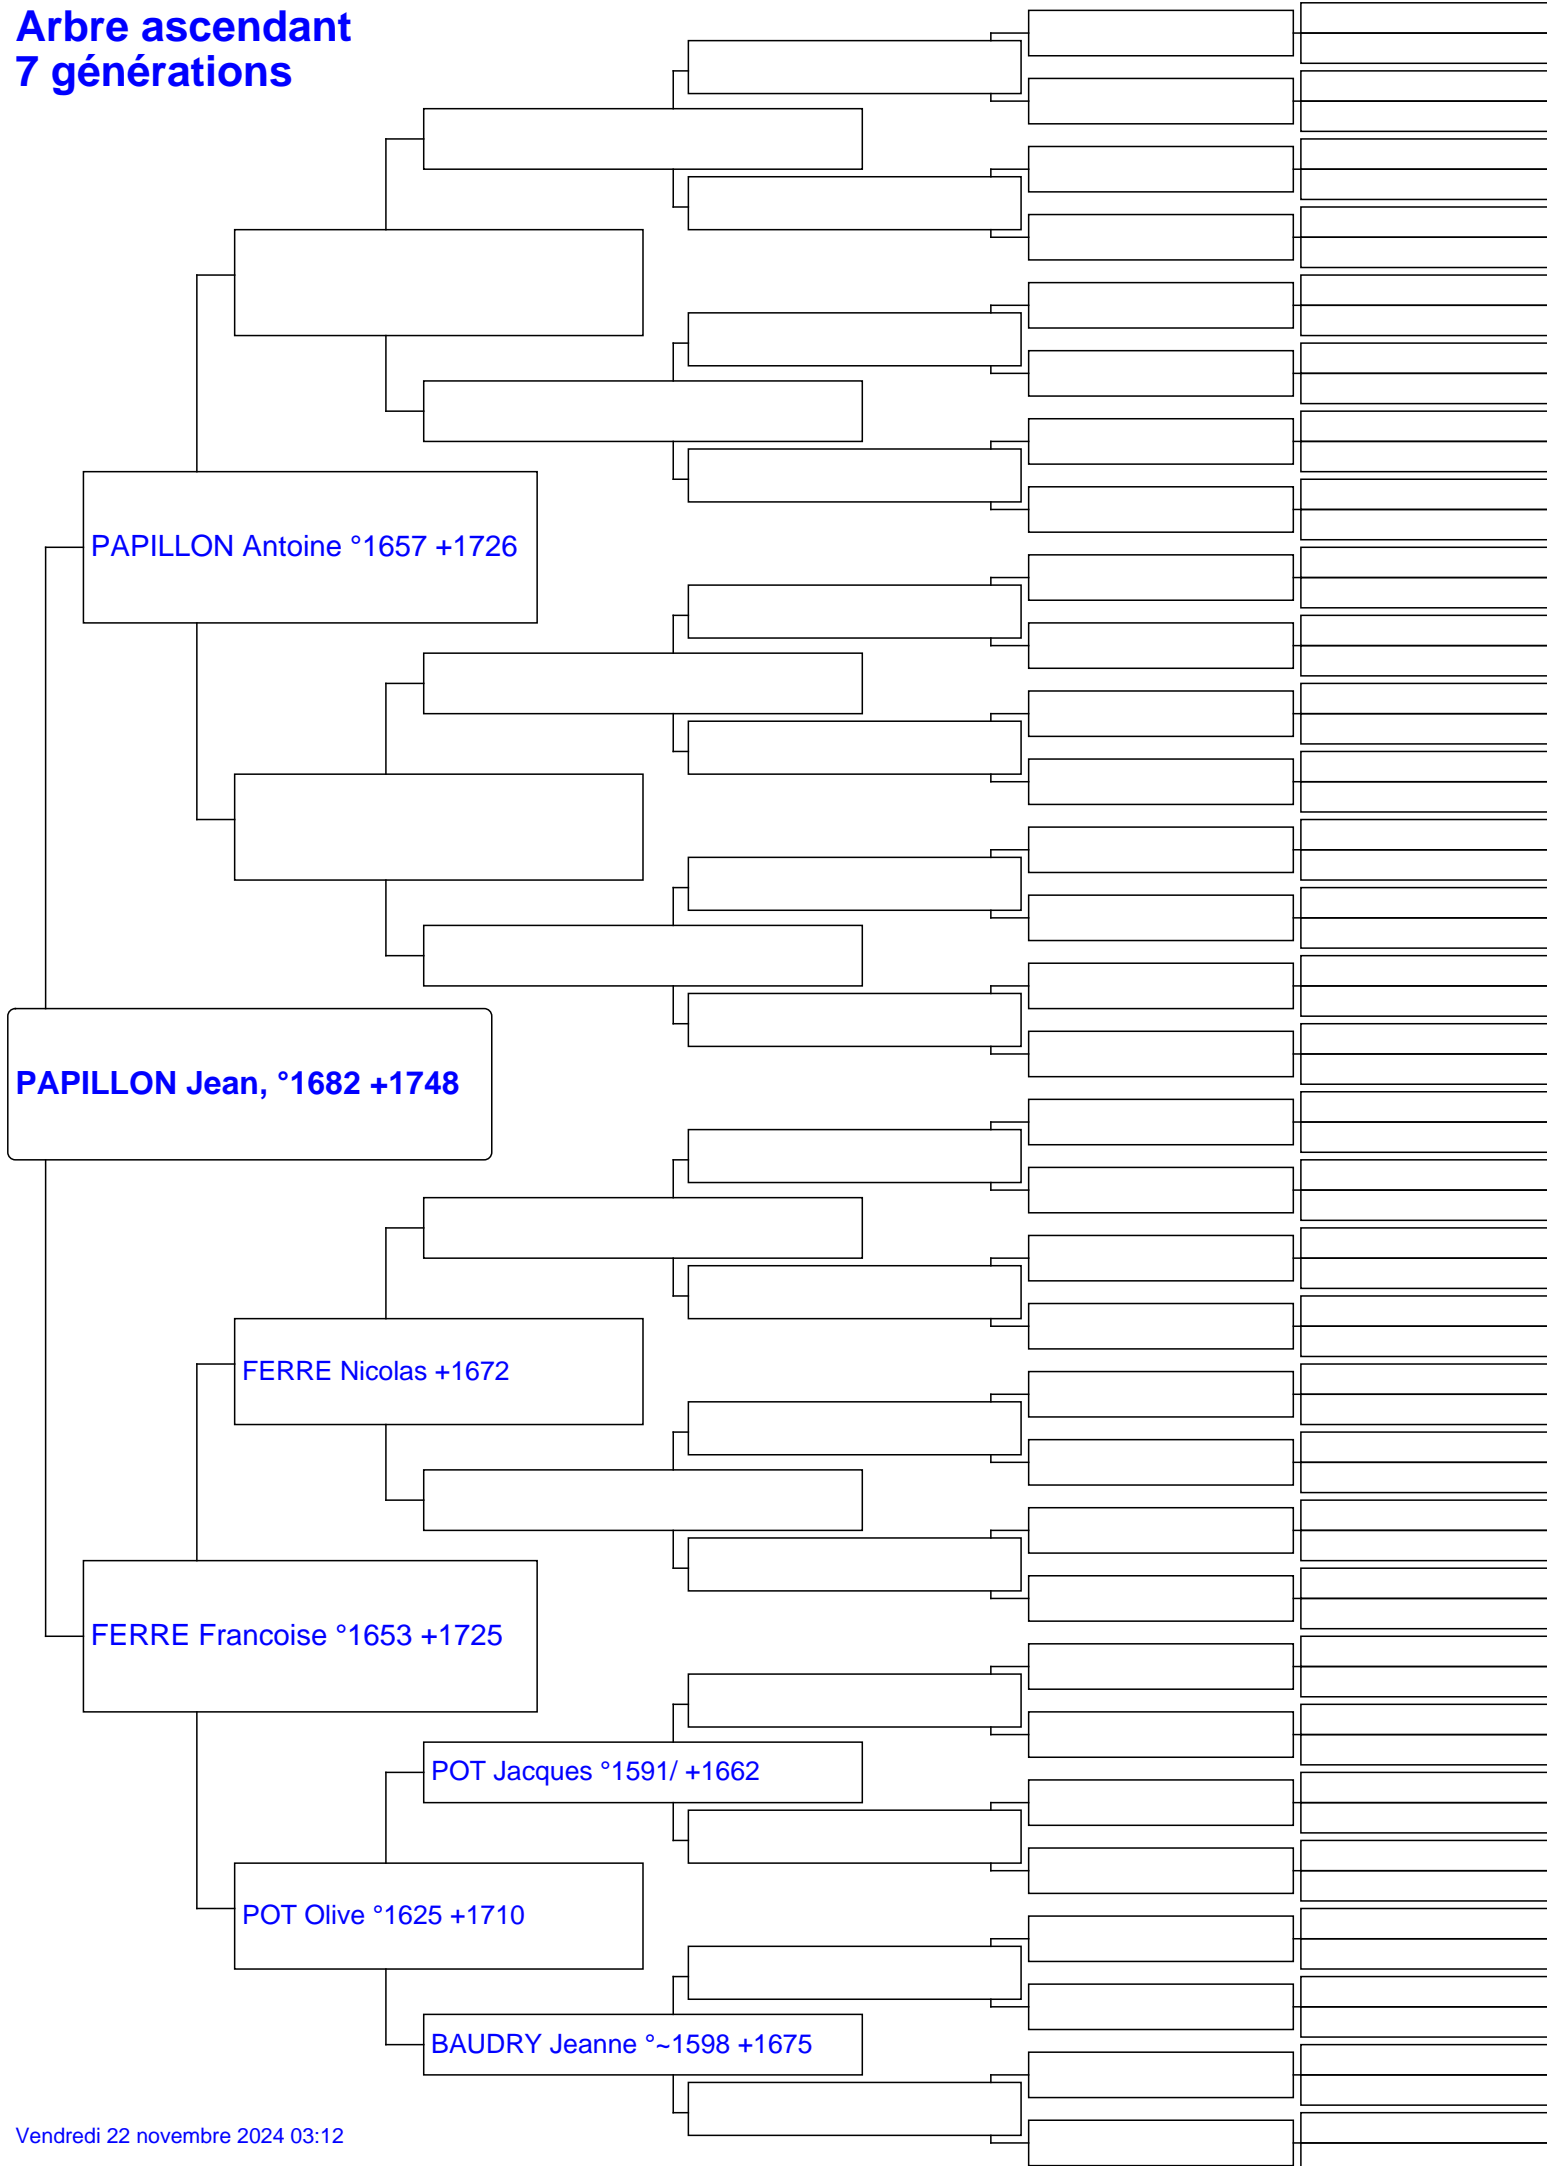 Arbre ascendant
7 générations
PAPILLON Antoine °1657 +1726
PAPILLON Jean, °1682 +1748
FERRE Nicolas +1672
FERRE Francoise °1653 +1725
POT Jacques °1591/ +1662
POT Olive °1625 +1710
BAUDRY Jeanne °~1598 +1675
Vendredi 22 novembre 2024 03:12